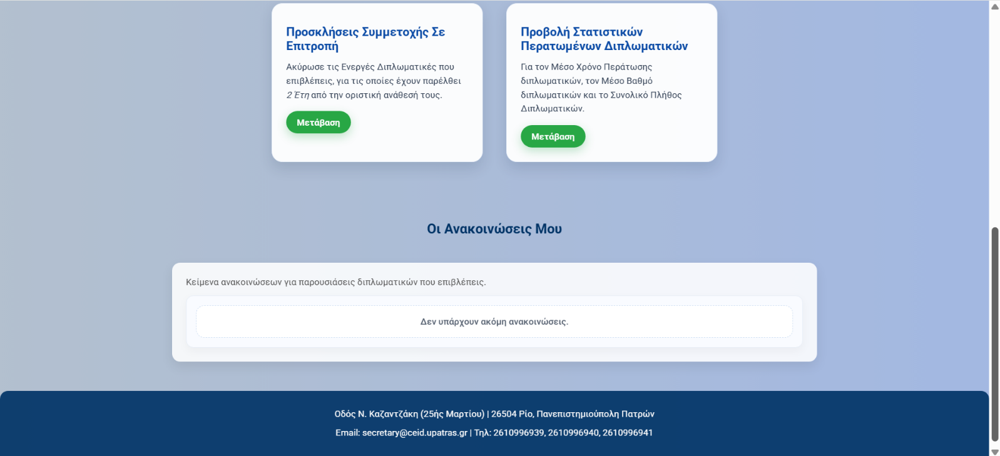 Προσκλήσεις Συμμετοχής Σε
Επιτροπή
Ακύρωσε τις Ενεργές Διπλωματικές που
επιβλέπεις, για τις οποίες έχουν παρέλθει
2 Έτη από την οριστική ανάθεσή τους.
Μετάβαση
Προβολή Στατιστικών
Περατωμένων Διπλωματικών
Για τον Μέσο Χρόνο Περάτωσης
διπλωματικών, τον Μέσο Βαθμό
διπλωματικών και το Συνολικό Πλήθος
Διπλωματικών.
Μετάβαση
Οι Ανακοινώσεις Μου
Κείμενα ανακοινώσεων για παρουσιάσεις διπλωματικών που επιβλέπεις.
Δεν υπάρχουν ακόμη ανακοινώσεις.
Οδός Ν. Καζαντζάκη (25ής Μαρτίου) | 26504 Ρίο, Πανεπιστημιούπολη Πατρών
Email: secretary@ceid.upatras.gr | Τηλ: 2610996939, 2610996940, 2610996941